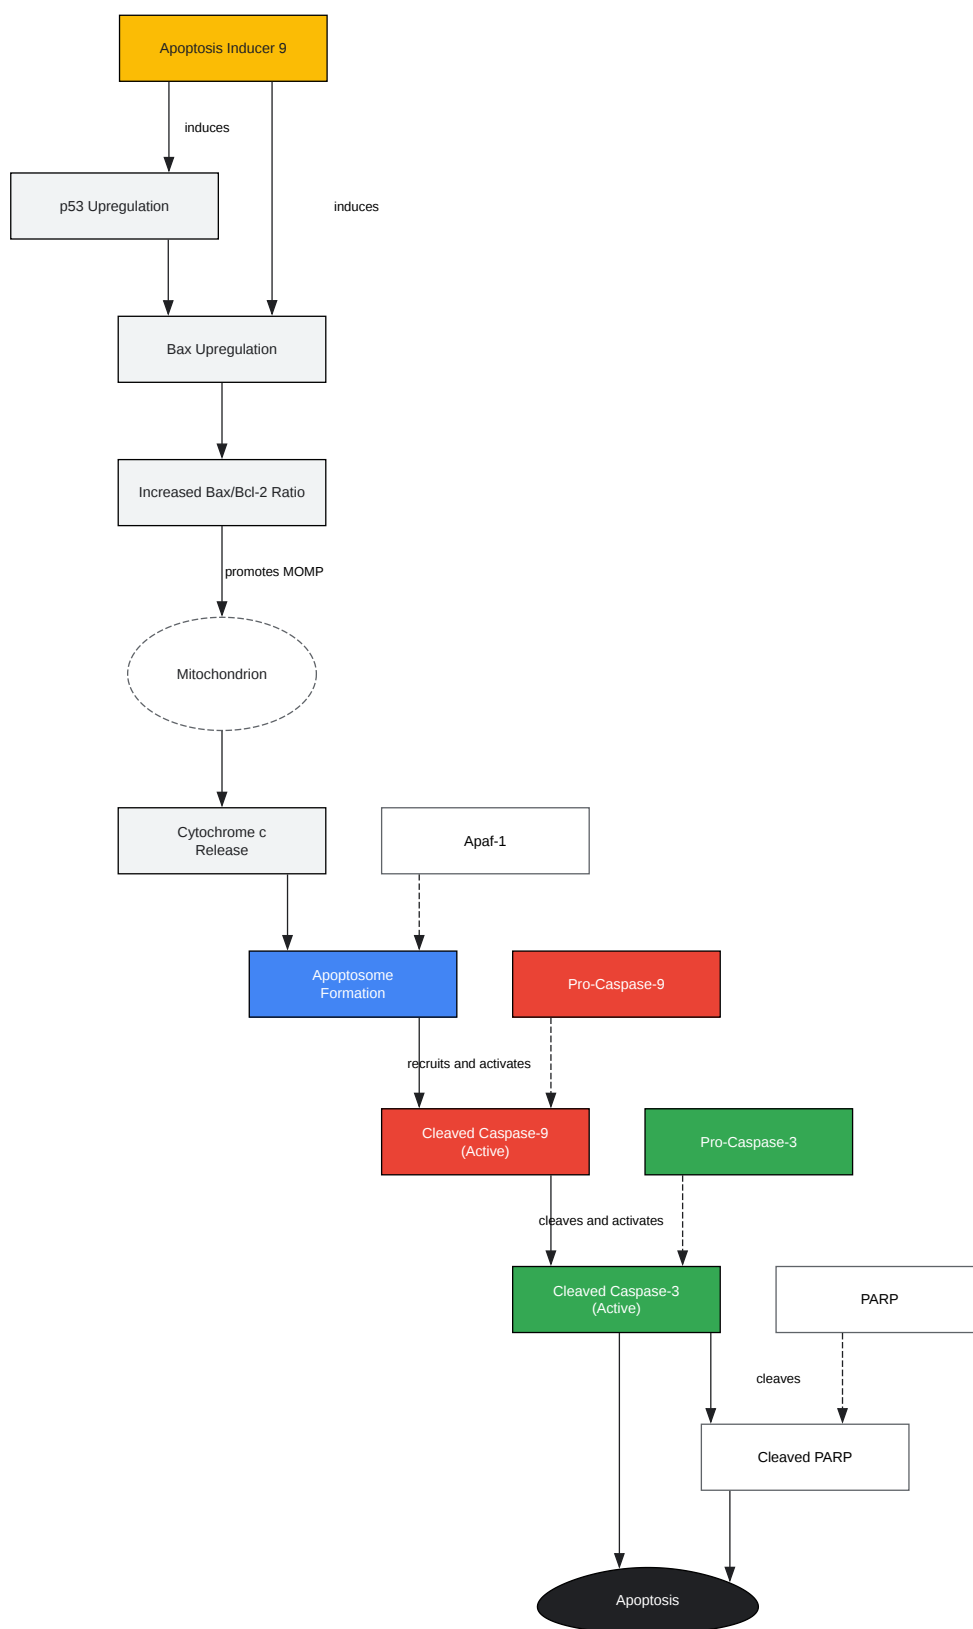 Apoptosis Inducer 9
induces
p53 Upregulation
induces
Bax Upregulation
Increased Bax/Bcl-2 Ratio
promotes MOMP
Mitochondrion
Cytochrome c
Release
Apaf-1
Apoptosome
Formation
Pro-Caspase-9
recruits and activates
Cleaved Caspase-9
(Active)
Pro-Caspase-3
cleaves and activates
Cleaved Caspase-3
(Active)
PARP
cleaves
Cleaved PARP
Apoptosis